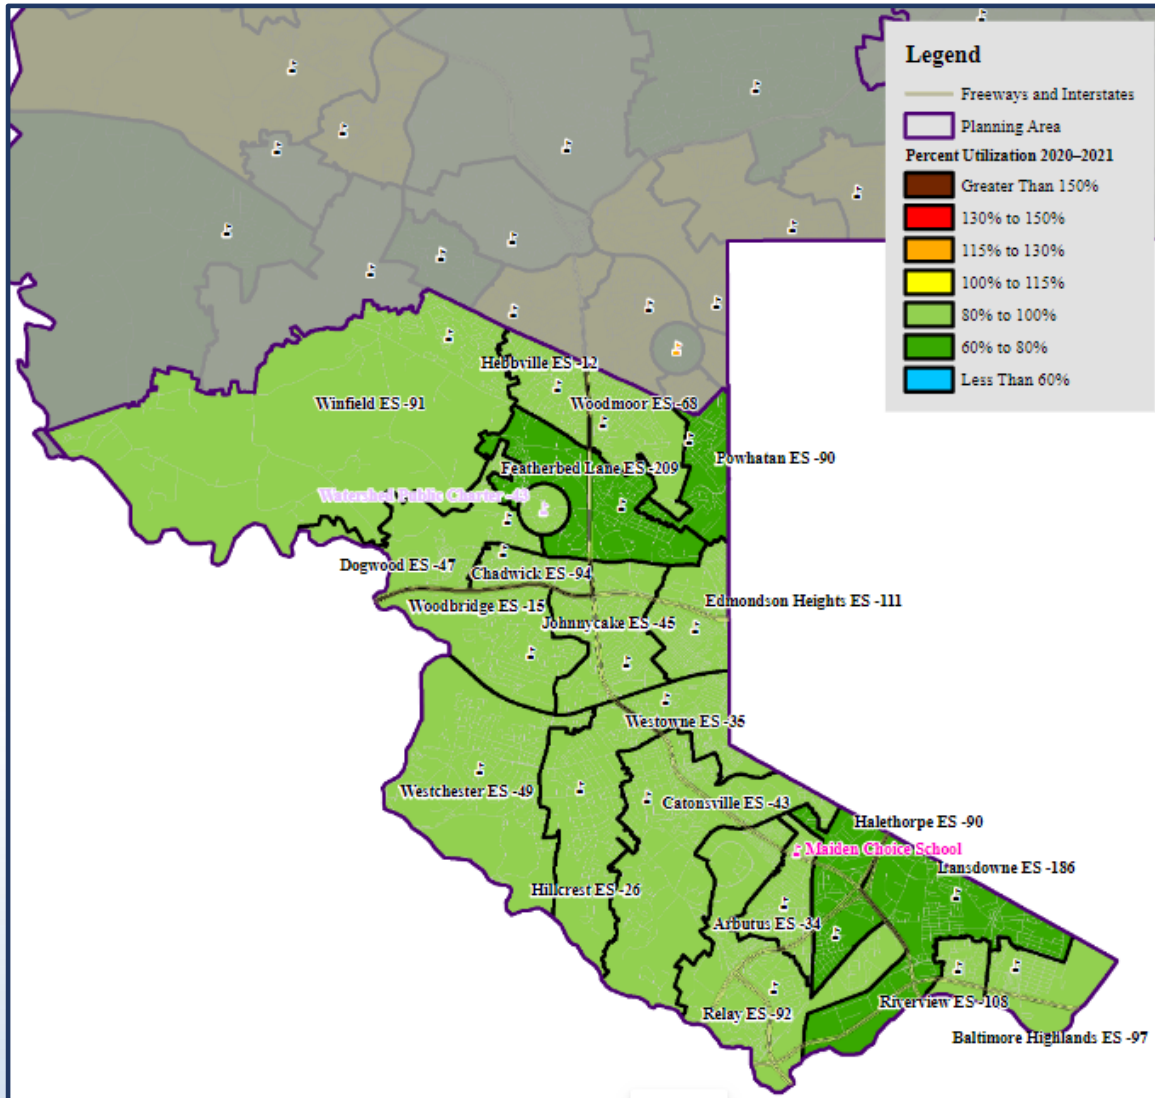 Legend
Freeways and Interstates
Planning Area
Percent Utilization 2020–2021
Greater Than 150%
130% to 150%
115% to 130%
100% to 115%
80% to 100%
60% to 80%
Less Than 60%
Hebbville ES -12
Winfield ES -91
Woodmoor ES -68
Powhatan ES -90
Featherbed Lane ES -209
Watershed Public Charter -43
Dogwood ES -47
Chadwick ES -94
Woodbridge ES -15
Edmondson Heights ES -111
Johnnycake ES -45
Westowne ES -35
Westchester ES -49
Catonsville ES -43
Halethorpe ES -90
Maiden Choice School
Lansdowne ES -186
Hillcrest ES -26
Arbutus ES -34
Riverview ES -108
Relay ES -92
Baltimore Highlands ES -97